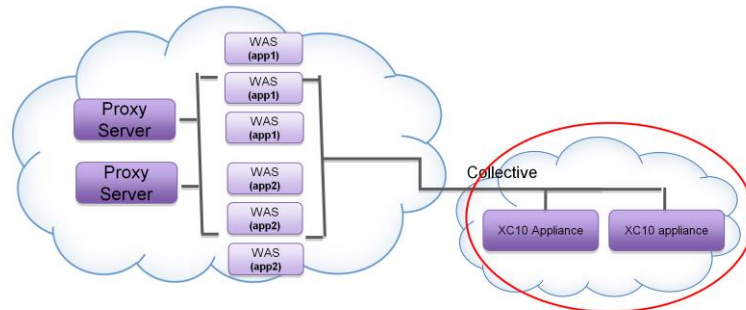 WAS
(app1)
WAS
(app1)
WAS
(app1)
Proxy
Server
Proxy
Server
WAS
(app2)
WAS
(app2)
WAS
(app2)
Collective
XC10 Appliance
XC10 appliance